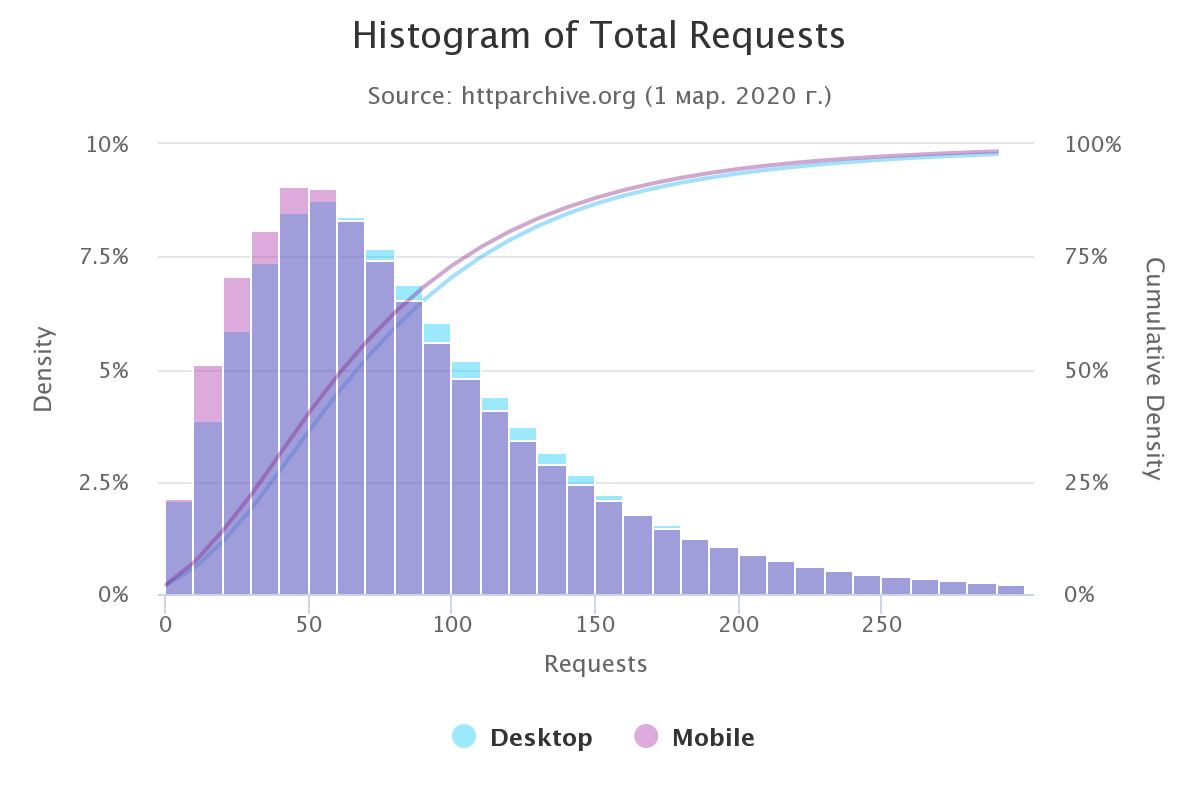 Histogram of Total Requests
Source: httparchive.org (1 мар. 2020 г.)
10%
7.5%
5%
2.5%
0%
Density
100%
75%
50%
25%
0%
Cumulative Density
0 50 100 150 200 250
Requests
Desktop Mobile